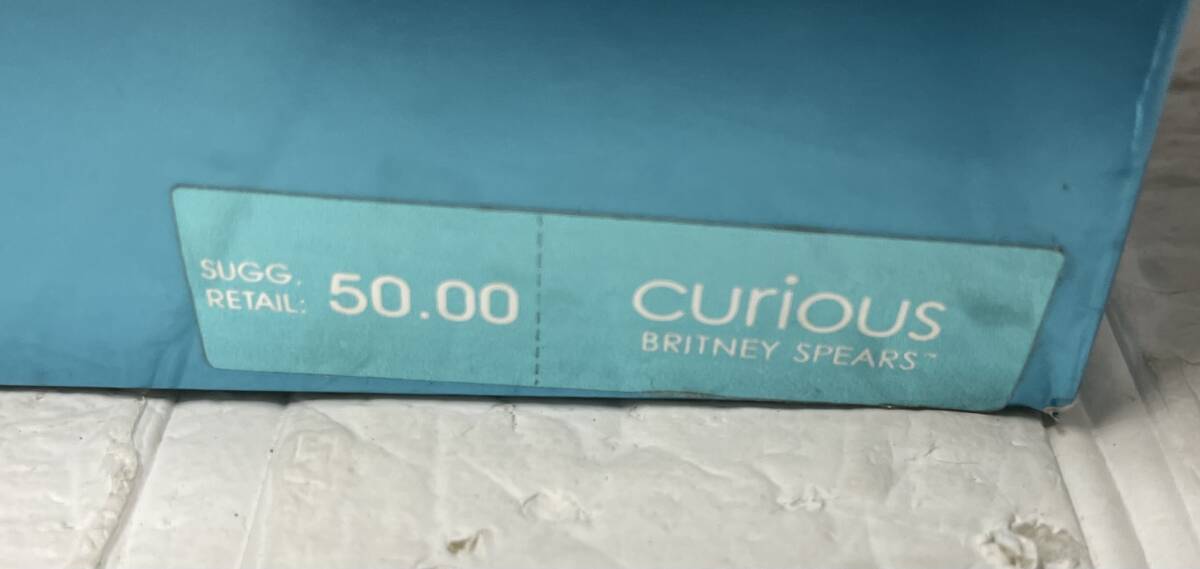 SUGG.
RETAIL: 50.00
curious
BRITNEY SPEARS™